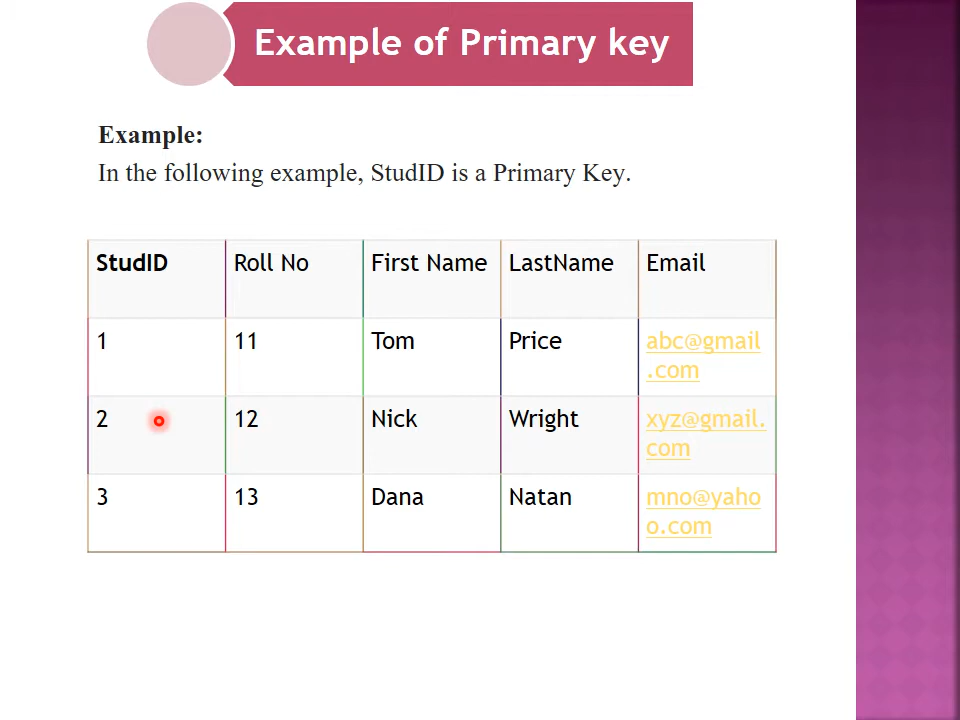 Example of Primary key
Example:
In the following example, StudID is a Primary Key.
StudID Roll No First Name LastName Email
1 11 Tom Price abc@gmail
.com
2 12 Nick Wright xyz@gmail.
com
3 13 Dana Natan mno@yaho
o.com